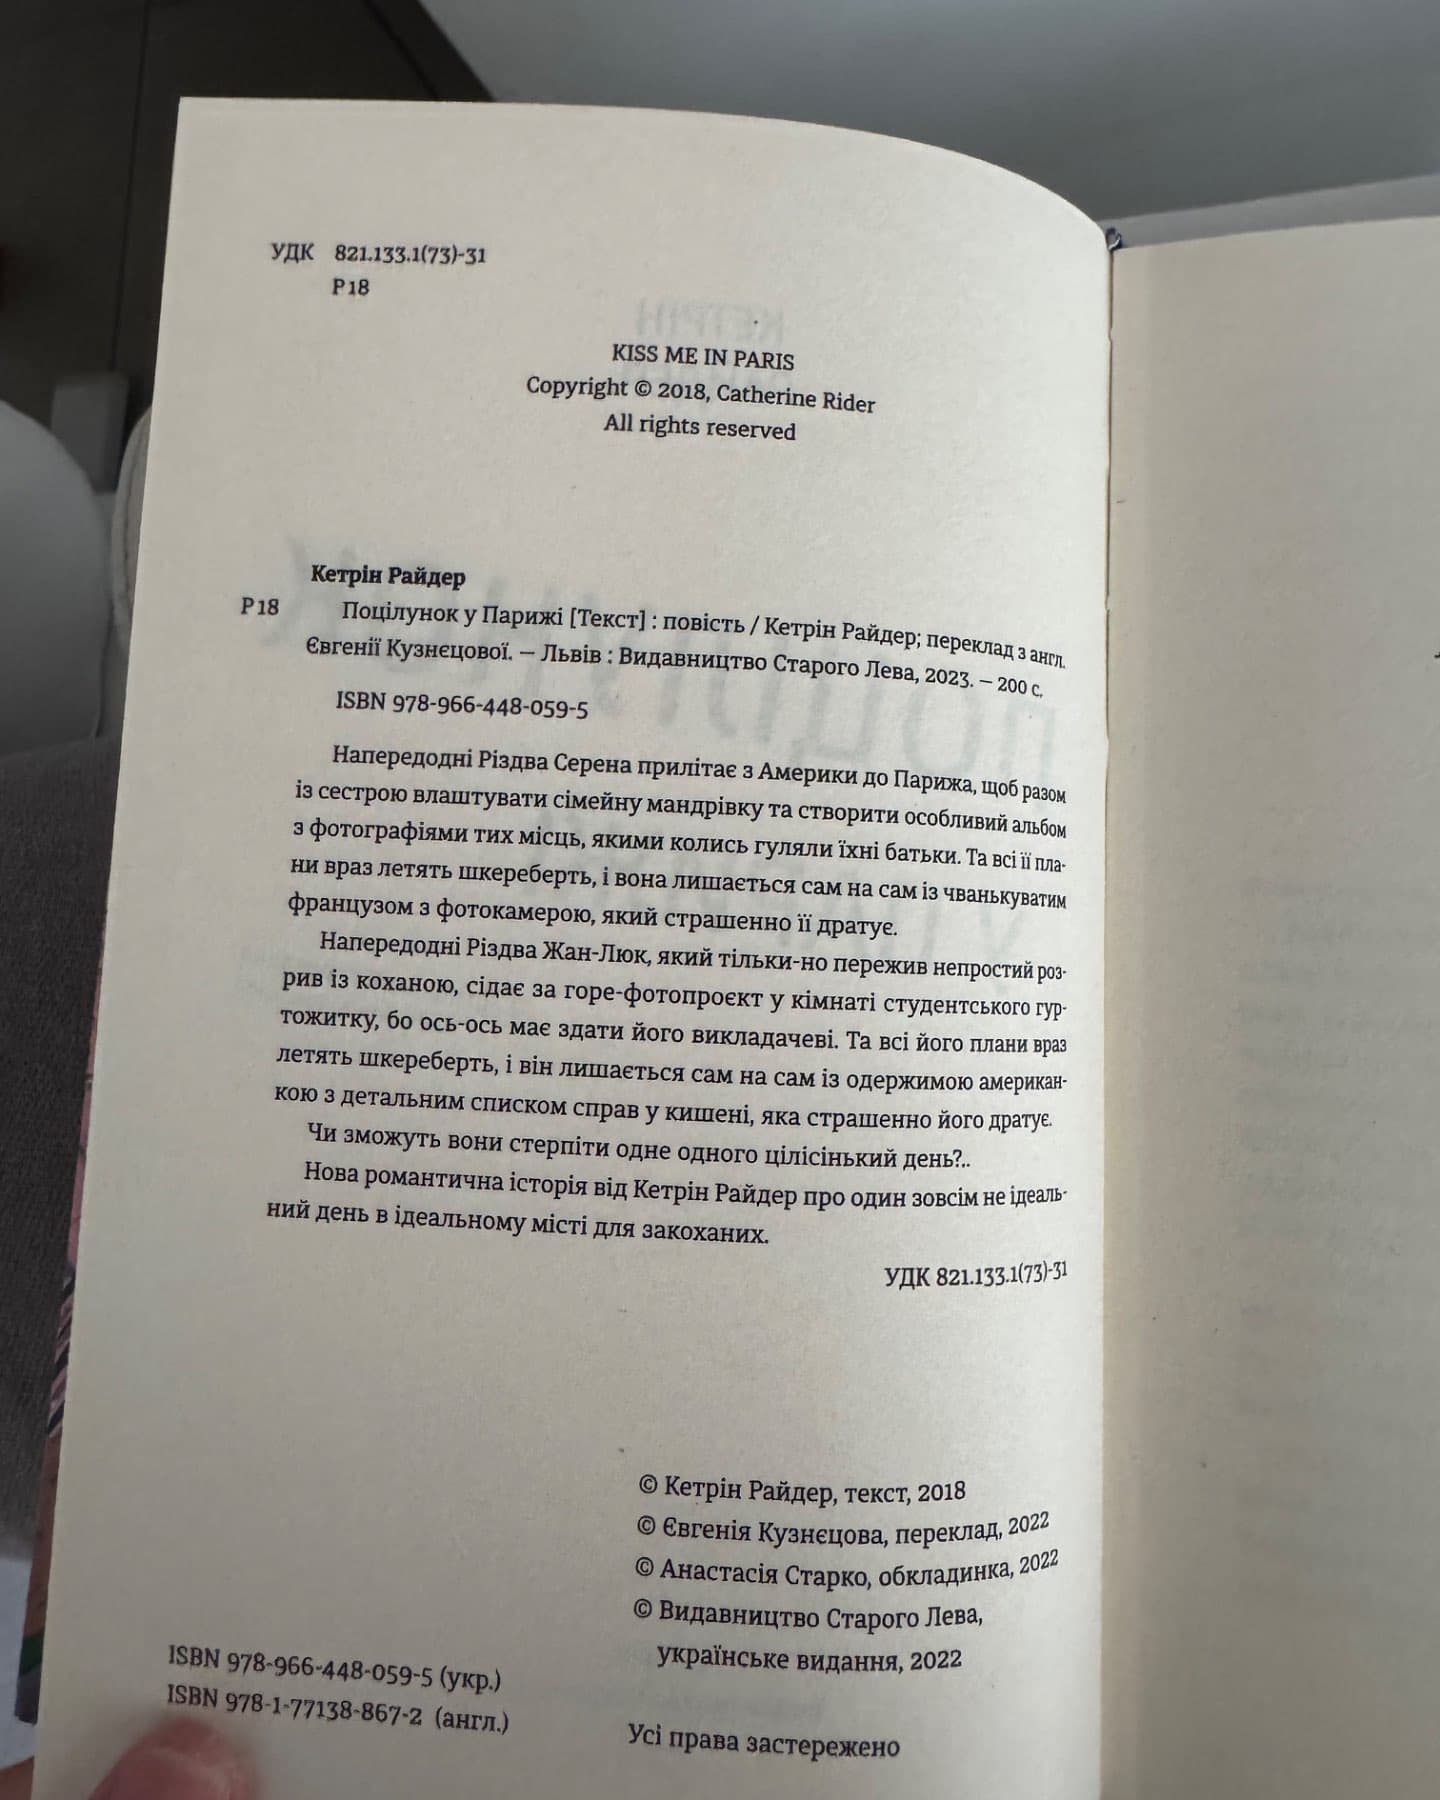 УДК 821.133.1(73)-31
Р18
KISS ME IN PARIS
Copyright © 2018, Catherine Rider
All rights reserved
Кетрін Райдер
Р18 Поцілунок у Парижі [Текст] : повість / Кетрін Райдер; переклад з англ.
Євгенії Кузнєцової. – Львів : Видавництво Старого Лева, 2023. – 200 с.
ISBN 978-966-448-059-5
Напередодні Різдва Серена прилітає з Америки до Парижа, щоб разом
із сестрою влаштувати сімейну мандрівку та створити особливий альбом
з фотографіями тих місць, якими колись гуляли їхні батьки. Та всі її пла-
ни враз летять шкереберть, і вона лишається сам на сам із чванькуватим
французом з фотокамерою, який страшенно її дратує.
Напередодні Різдва Жан-Люк, який тільки-но пережив непростий роз-
рив із коханою, сідає за горе-фотопроєкт у кімнаті студентського гур-
тожитку, бо ось-ось має здати його викладачеві. Та всі його плани враз
летять шкереберть, і він лишається сам на сам із одержимою американ-
кою з детальним списком справ у кишені, яка страшенно його дратує.
Чи зможуть вони стерпіти одне одного цілісінький день?..
Нова романтична історія від Кетрін Райдер про один зовсім не ідеаль-
ний день в ідеальному місті для закоханих.
УДК 821.133.1(73)-31
© Кетрін Райдер, текст, 2018
© Євгенія Кузнєцова, переклад, 2022
© Анастасія Старко, обкладинка, 2022
© Видавництво Старого Лева,
українське видання, 2022
ISBN 978-966-448-059-5 (укр.)
ISBN 978-1-77138-867-2 (англ.)
Усі права застережено